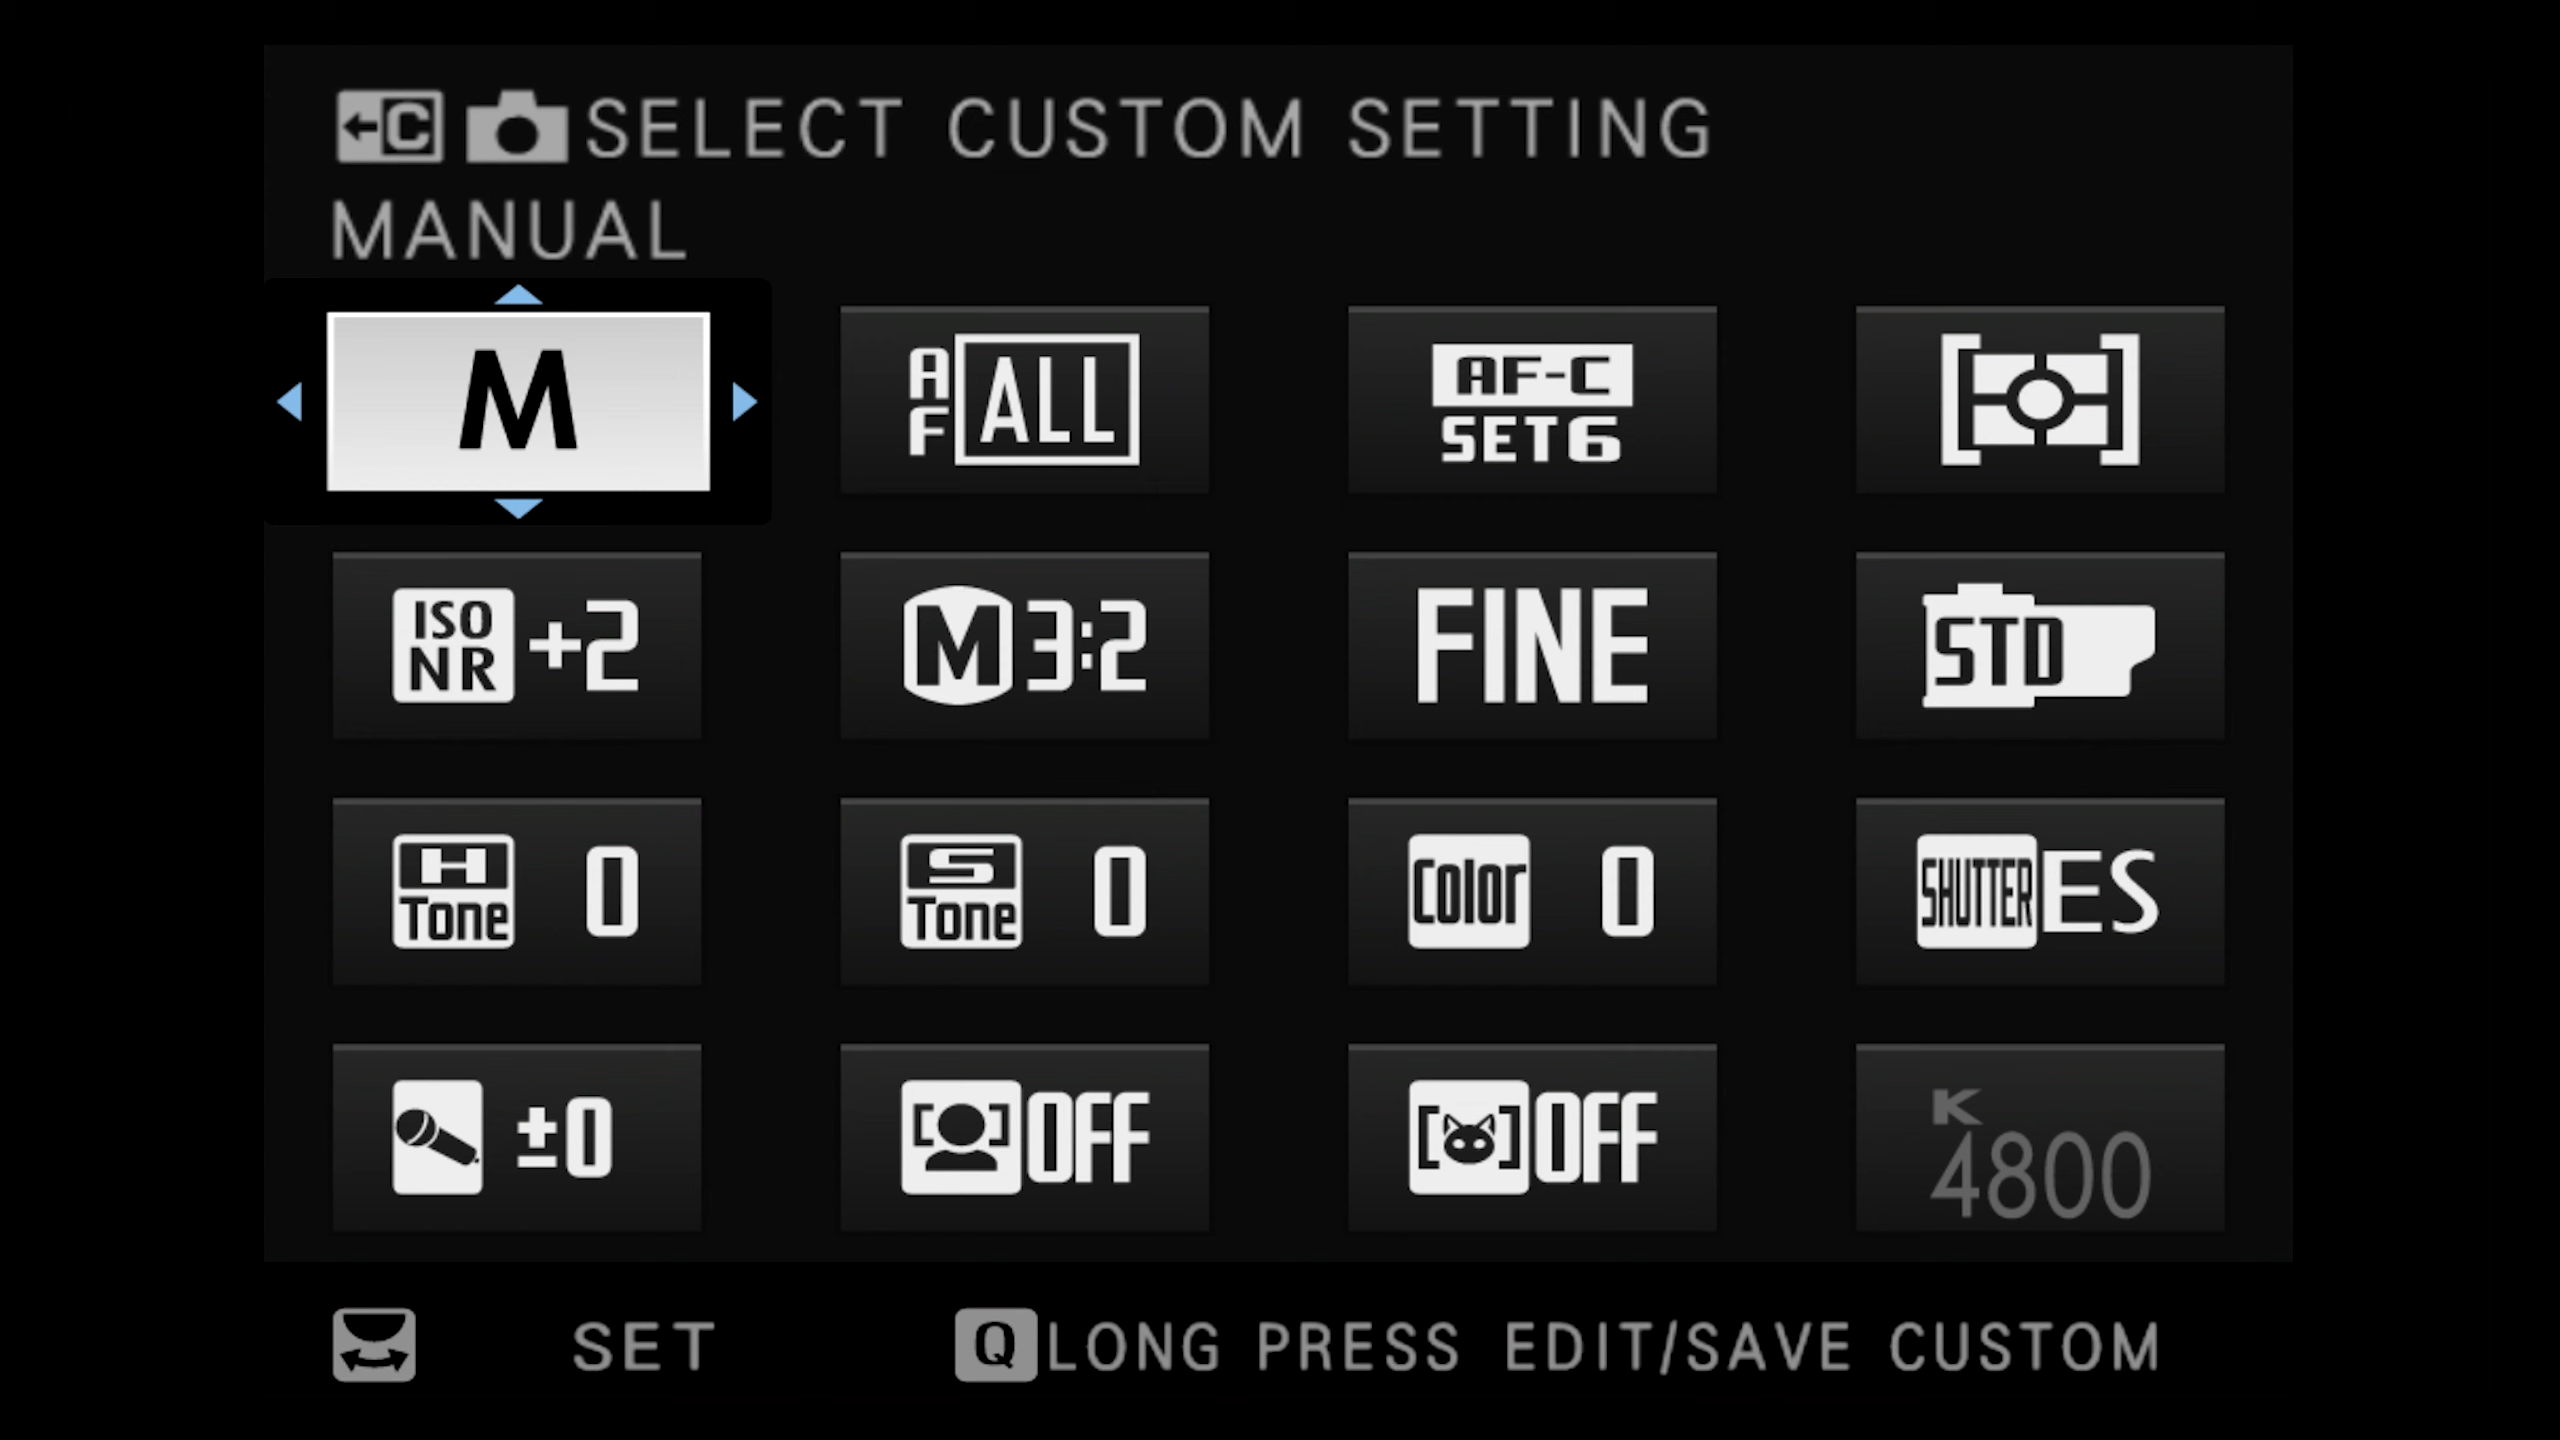 C SELECT CUSTOM SETTING
MANUAL
M
AF ALL
AF-C
SET6
ISO
NR +2
M 3:2
FINE
STD
H
Tone 0
S
Tone 0
Color 0
SHUTTER ES
±0
OFF
OFF
K
4800
SET
Q LONG PRESS EDIT/SAVE CUSTOM